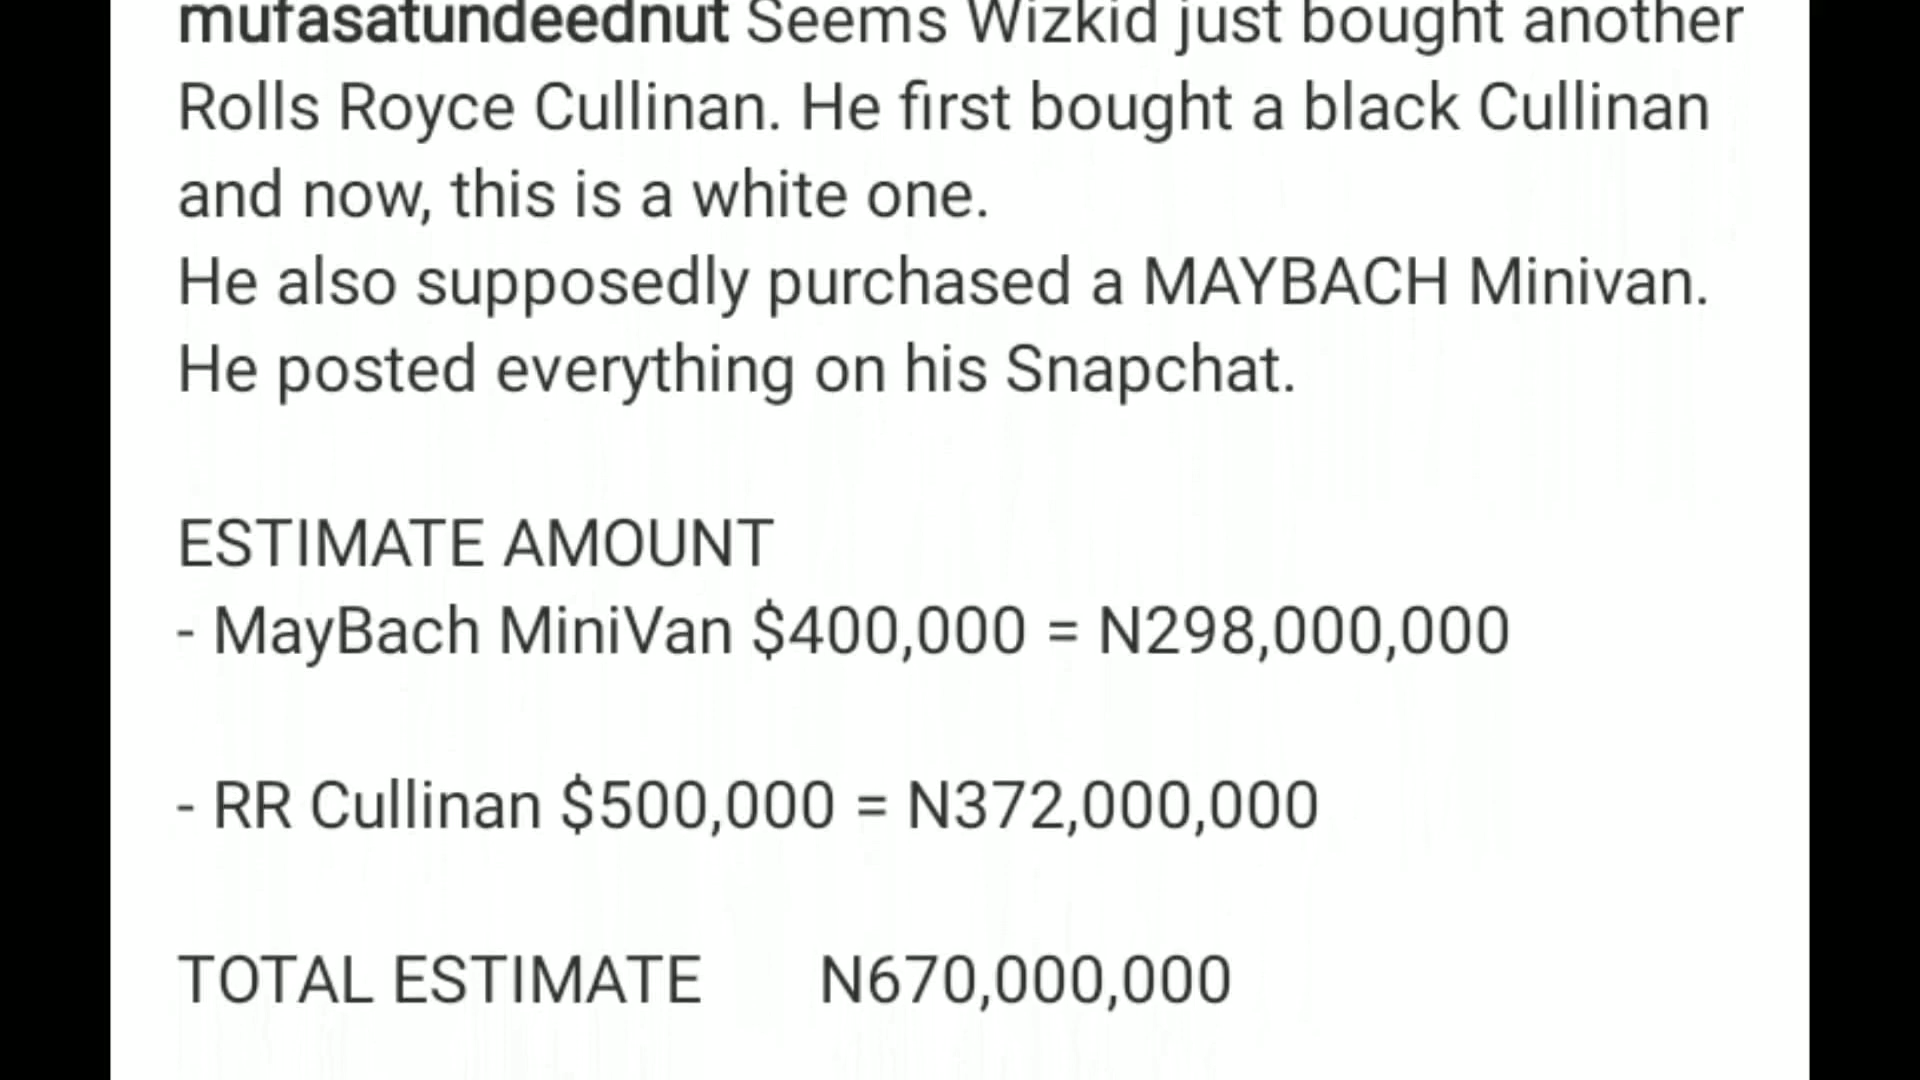 mufasatundeednut Seems Wizkid just bought another
Rolls Royce Cullinan. He first bought a black Cullinan
and now, this is a white one.
He also supposedly purchased a MAYBACH Minivan.
He posted everything on his Snapchat.
ESTIMATE AMOUNT
- MayBach MiniVan $400,000 = N298,000,000
- RR Cullinan $500,000 = N372,000,000
TOTAL ESTIMATE N670,000,000